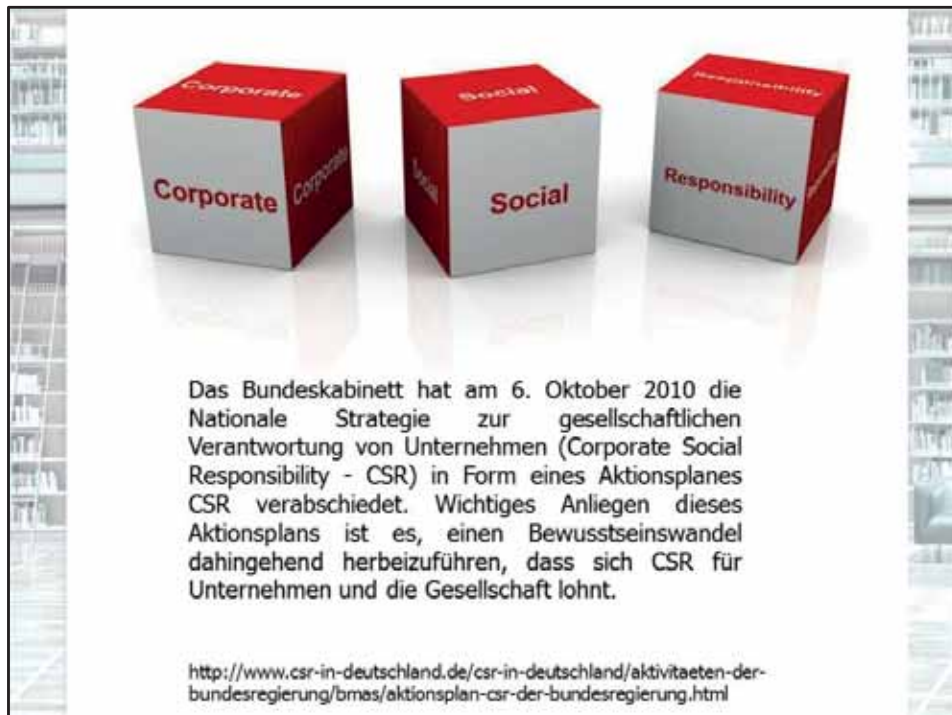 Corporate
Corporate
Corporate
Social
Social
Social
Responsibility
Responsibility
Das Bundeskabinett hat am 6. Oktober 2010 die
Nationale Strategie zur gesellschaftlichen
Verantwortung von Unternehmen (Corporate Social
Responsibility - CSR) in Form eines Aktionsplanes
CSR verabschiedet. Wichtiges Anliegen dieses
Aktionsplans ist es, einen Bewusstseinswandel
dahingehend herbeizuführen, dass sich CSR für
Unternehmen und die Gesellschaft lohnt.
http://www.csr-in-deutschland.de/csr-in-deutschland/aktivitaeten-der-
bundesregierung/bmas/aktionsplan-csr-der-bundesregierung.html